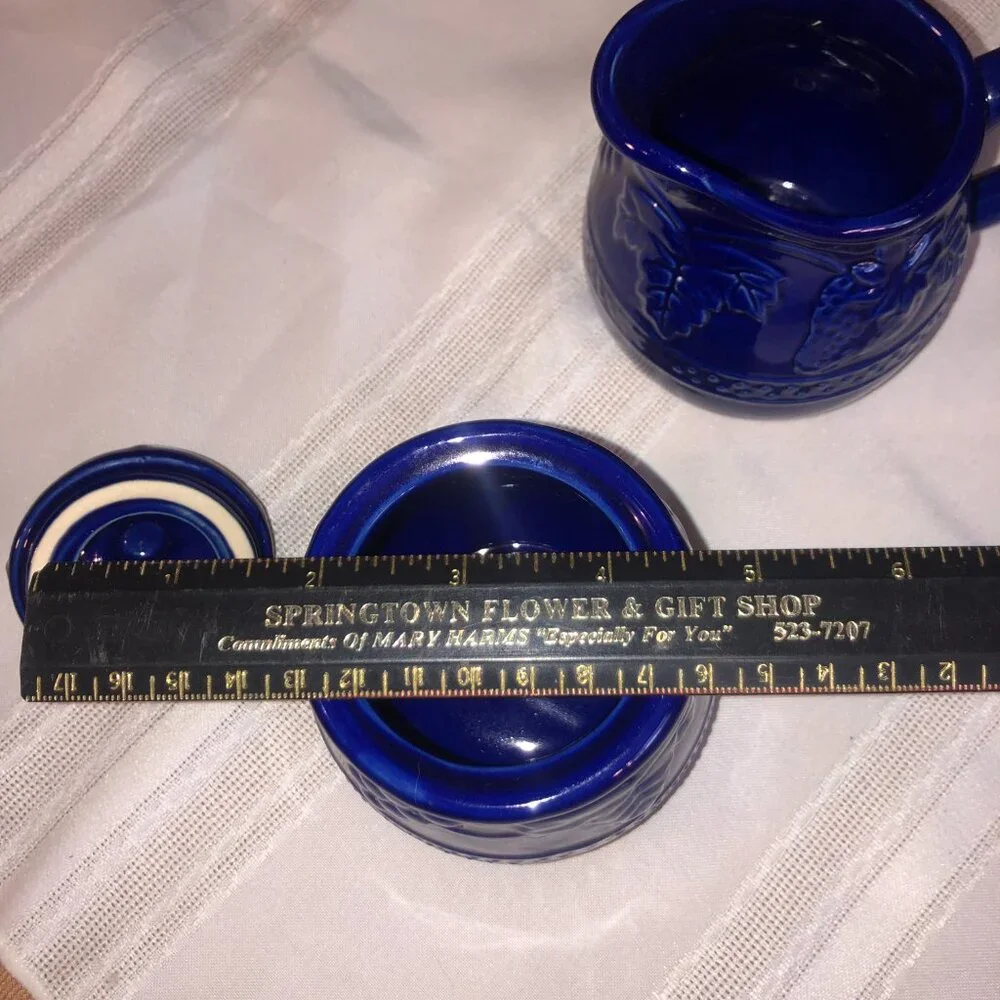 1 2 3 4 5 6
SPRINGTOWN FLOWER & GIFT SHOP
Compliments Of MARY HARMS "Especially For You" 523-7207
17 16 15 14 13 12 11 10 9 8 7 6 5 4 3 2